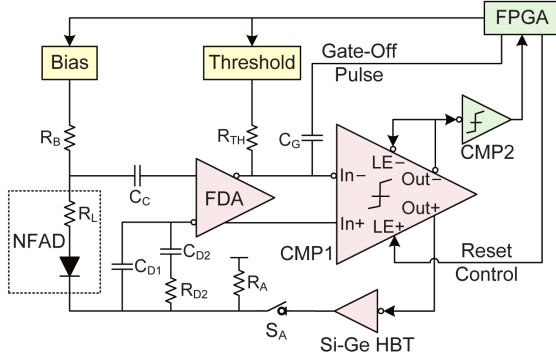 FPGA
Bias
Threshold
Gate-Off
Pulse
R_B
R_TH
C_G
CMP2
C_C
FDA
In−
LE−
Out−
In+
LE+
Out+
CMP1
NFAD
R_L
C_D1
C_D2
R_D2
R_A
S_A
Si-Ge HBT
Reset
Control